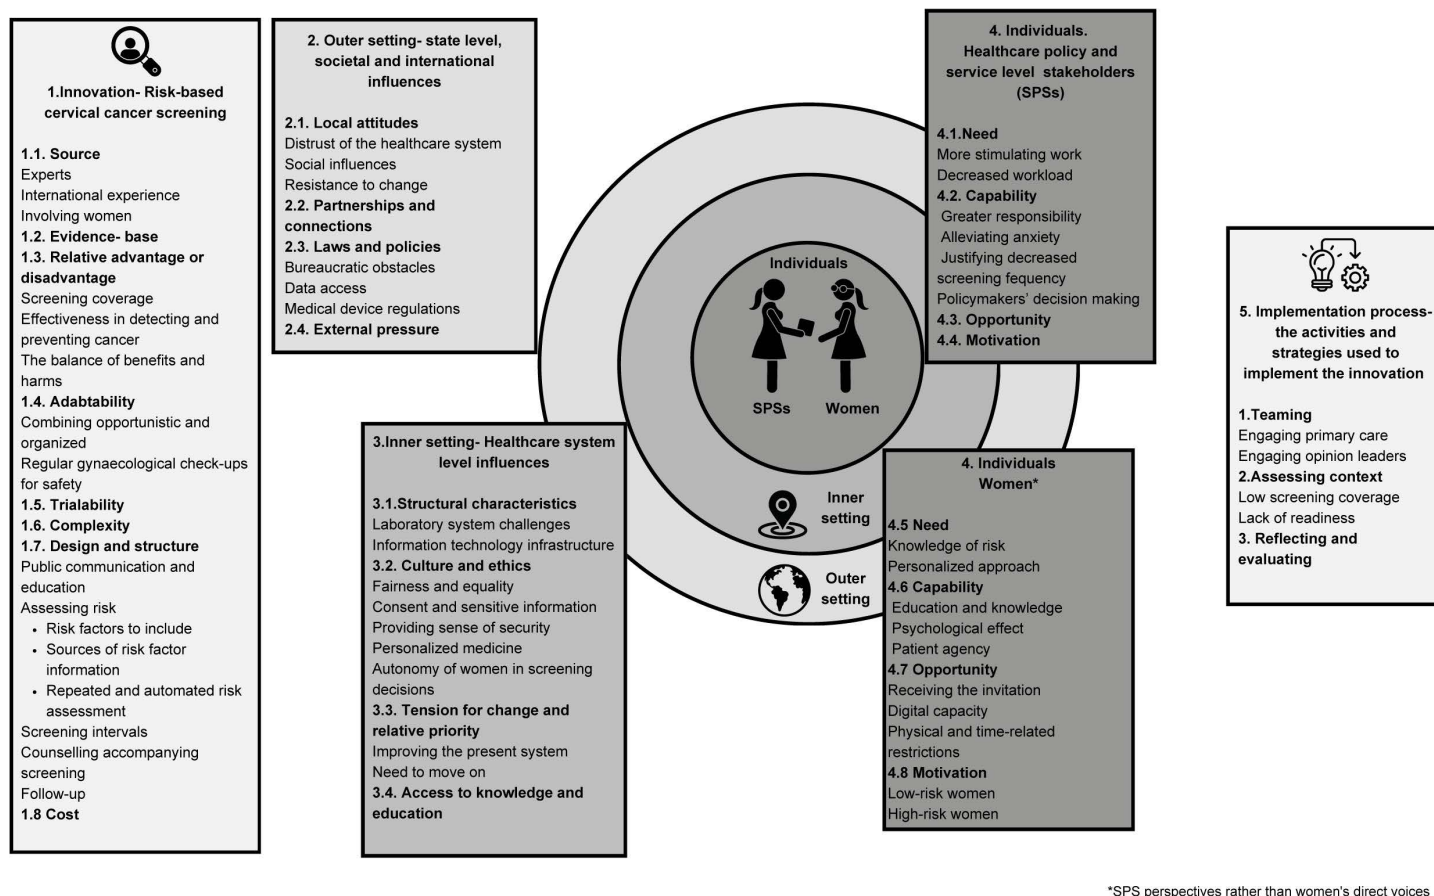 1.Innovation- Risk-based
cervical cancer screening
1.1. Source
Experts
International experience
Involving women
1.2. Evidence- base
1.3. Relative advantage or
disadvantage
Screening coverage
Effectiveness in detecting and
preventing cancer
The balance of benefits and
harms
1.4. Adabtability
Combining opportunistic and
organized
Regular gynaecological check-ups
for safety
1.5. Trialability
1.6. Complexity
1.7. Design and structure
Public communication and
education
Assessing risk
• Risk factors to include
• Sources of risk factor
information
• Repeated and automated risk
assessment
Screening intervals
Counselling accompanying
screening
Follow-up
1.8 Cost
2. Outer setting- state level,
societal and international
influences
2.1. Local attitudes
Distrust of the healthcare system
Social influences
Resistance to change
2.2. Partnerships and
connections
2.3. Laws and policies
Bureaucratic obstacles
Data access
Medical device regulations
2.4. External pressure
3.Inner setting- Healthcare system
level influences
3.1.Structural characteristics
Laboratory system challenges
Information technology infrastructure
3.2. Culture and ethics
Fairness and equality
Consent and sensitive information
Providing sense of security
Personalized medicine
Autonomy of women in screening
decisions
3.3. Tension for change and
relative priority
Improving the present system
Need to move on
3.4. Access to knowledge and
education
Individuals
SPSs Women
Inner
setting
Outer
setting
4. Individuals.
Healthcare policy and
service level stakeholders
(SPSs)
4.1.Need
More stimulating work
Decreased workload
4.2. Capability
Greater responsibility
Alleviating anxiety
Justifying decreased
screening fequency
Policymakers' decision making
4.3. Opportunity
4.4. Motivation
4. Individuals
Women*
4.5 Need
Knowledge of risk
Personalized approach
4.6 Capability
Education and knowledge
Psychological effect
Patient agency
4.7 Opportunity
Receiving the invitation
Digital capacity
Physical and time-related
restrictions
4.8 Motivation
Low-risk women
High-risk women
5. Implementation process-
the activities and
strategies used to
implement the innovation
1.Teaming
Engaging primary care
Engaging opinion leaders
2.Assessing context
Low screening coverage
Lack of readiness
3. Reflecting and
evaluating
*SPS perspectives rather than women's direct voices